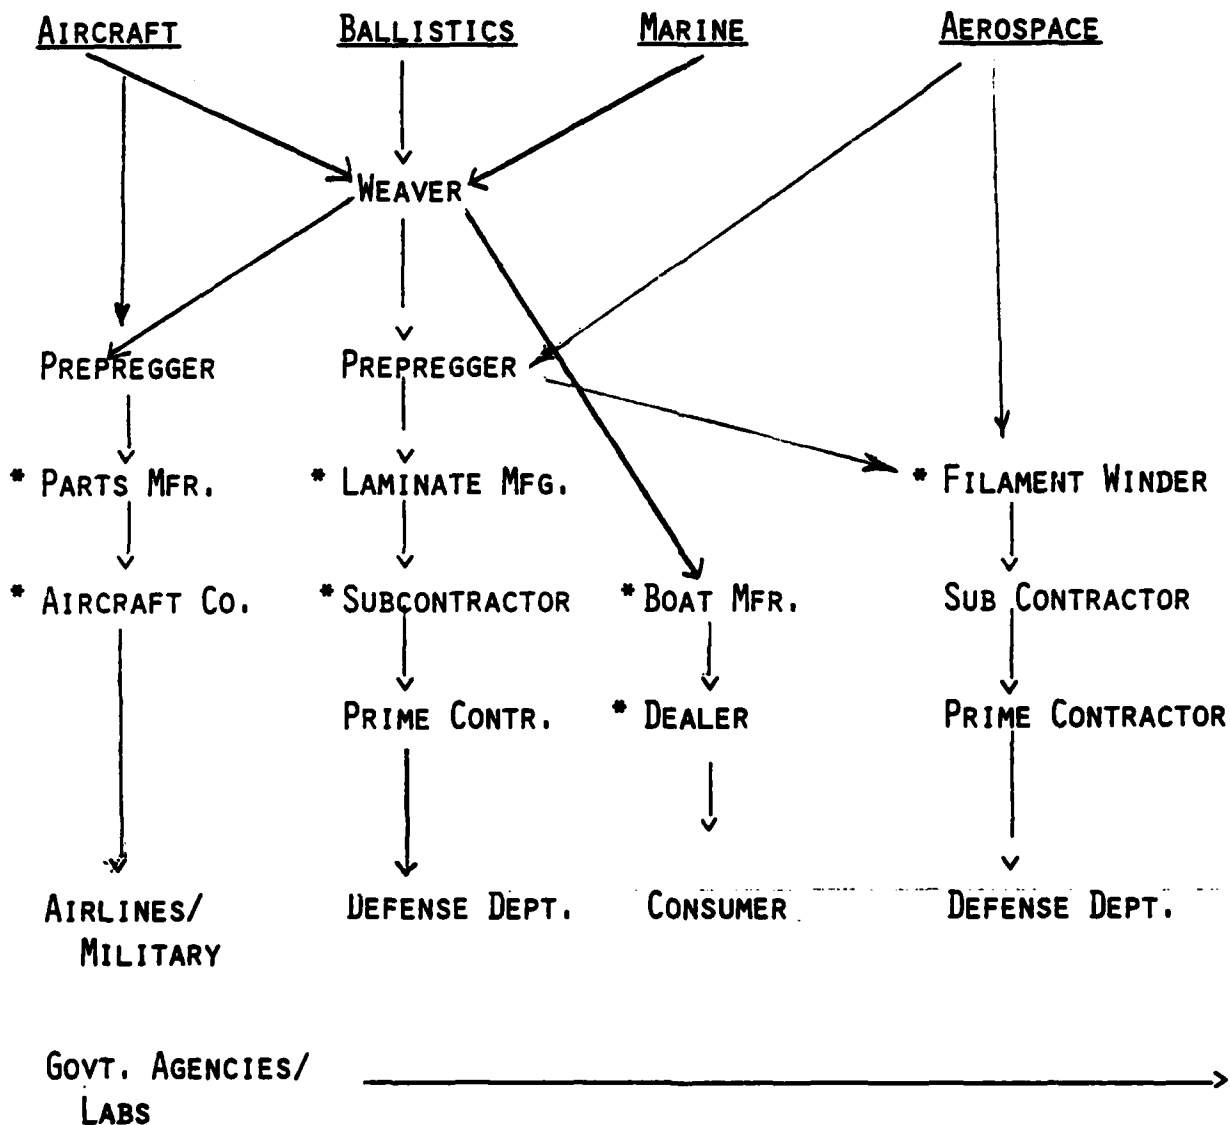 AIRCRAFT BALLISTICS MARINE AEROSPACE
WEAVER
PREPREGGER PREPREGGER
* PARTS MFR. * LAMINATE MFG. * FILAMENT WINDER
* AIRCRAFT CO. * SUBCONTRACTOR * BOAT MFR. SUB CONTRACTOR
PRIME CONTR. * DEALER PRIME CONTRACTOR
AIRLINES/ DEFENSE DEPT. CONSUMER DEFENSE DEPT.
MILITARY
GOVT. AGENCIES/
LABS